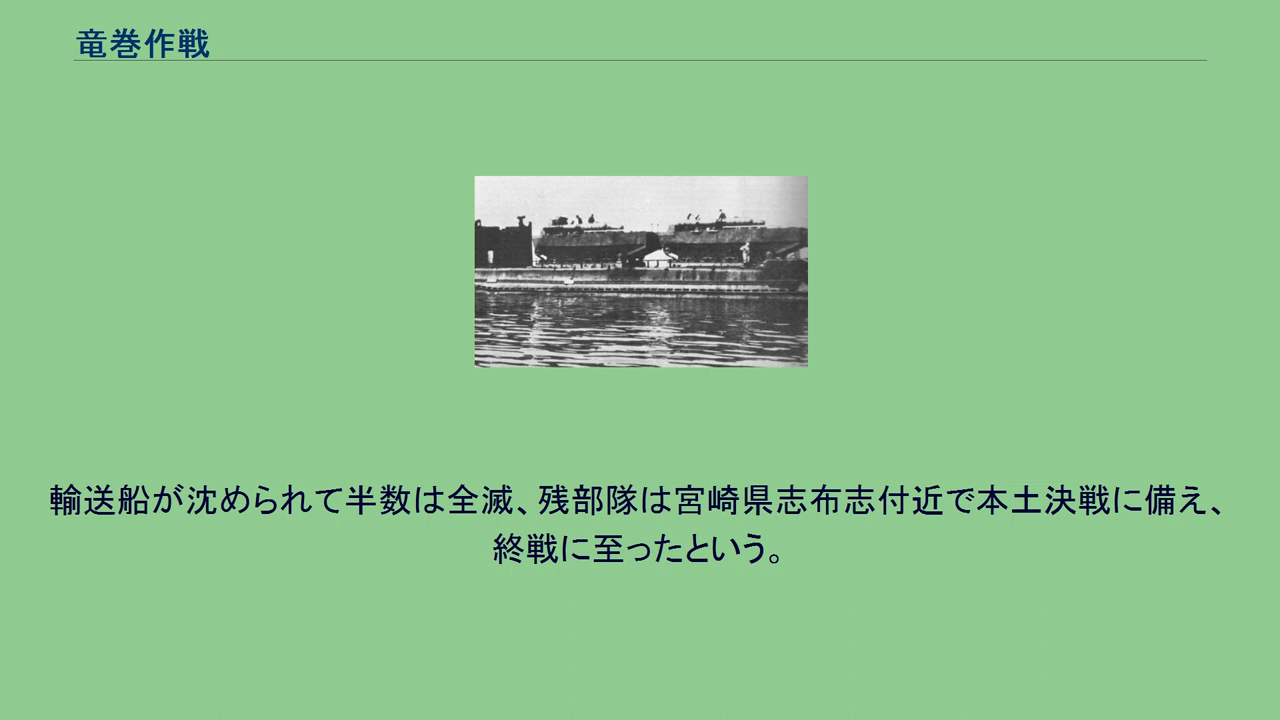 竜巻作戦
輸送船が沈められて半数は全滅、残部隊は宮崎県志布志付近で本土決戦に備え、
終戦に至ったという。